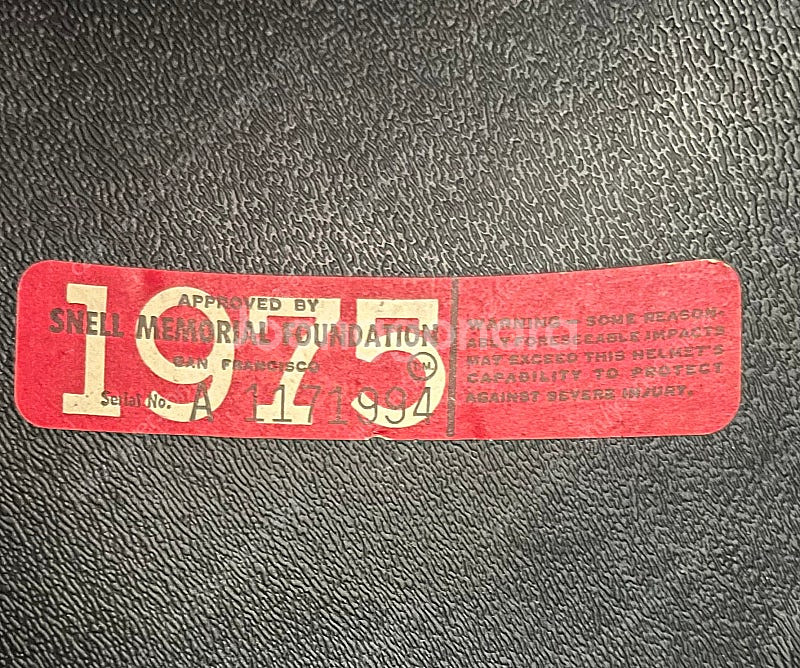 1975
APPROVED BY
SNELL MEMORIAL FOUNDATION
SAN FRANCISCO
Serial No. A 1171994
WARNING — SOME REASON-
ABLY FORESEEABLE IMPACTS
MAY EXCEED THIS HELMET'S
CAPABILITY TO PROTECT
AGAINST SEVERE INJURY.